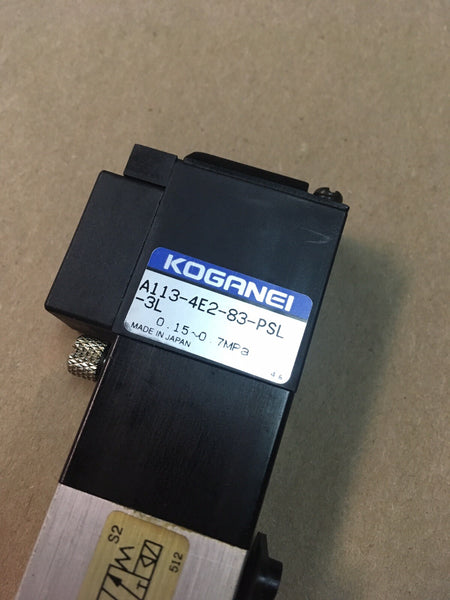 KOGANEI
A113-4E2-83-PSL
-3L
0.15~0.7MPa
MADE IN JAPAN
S2
512